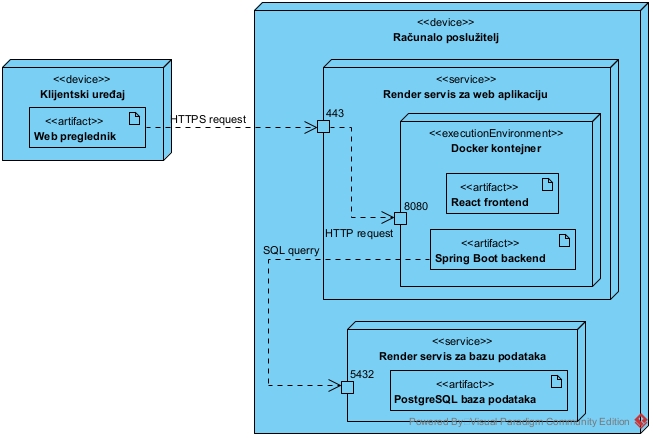 <<device>>
Računalo poslužitelj
<<device>>
Klijentski uređaj
<<artifact>>
Web preglednik
HTTPS request
<<service>>
Render servis za web aplikaciju
443
<<executionEnvironment>>
Docker kontejner
<<artifact>>
React frontend
8080
HTTP request
<<artifact>>
Spring Boot backend
SQL querry
<<service>>
Render servis za bazu podataka
5432
<<artifact>>
PostgreSQL baza podataka
Powered By: Visual Paradigm Community Edition